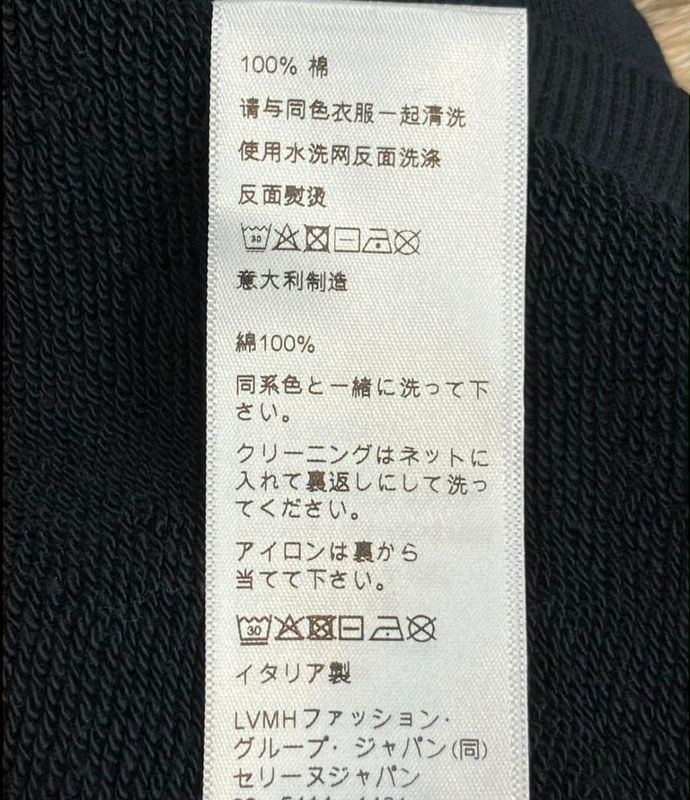 100% 棉
请与同色衣服一起清洗
使用水洗网反面洗涤
反面熨烫
30
意大利制造
綿100%
同系色と一緒に洗って下
さい。
クリーニングはネットに
入れて裏返しにして洗っ
てください。
アイロンは裏から
当てて下さい。
30
イタリア製
LVMHファッション・
グループ・ジャパン(同)
セリーヌジャパン